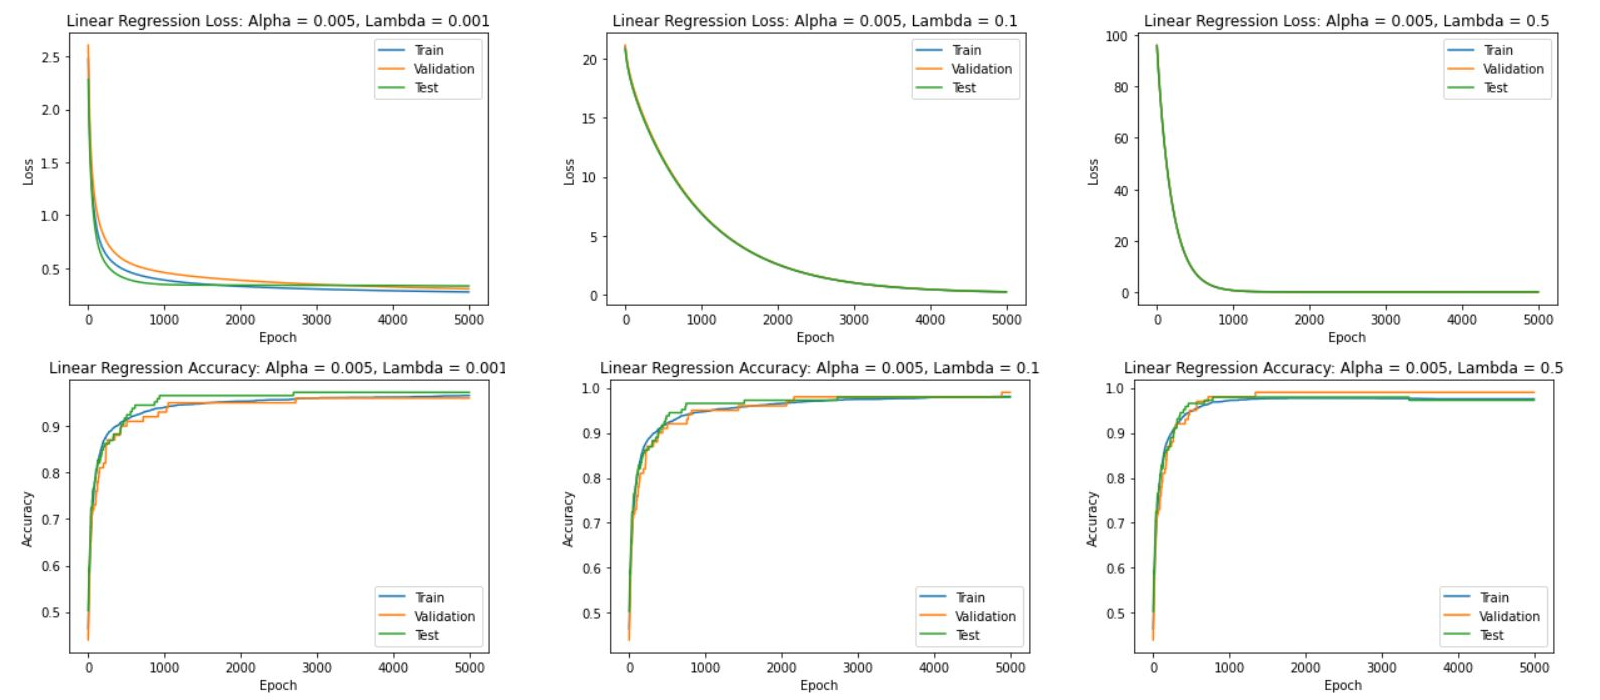 Linear Regression Loss: Alpha = 0.005, Lambda = 0.001
Loss
2.5
2.0
1.5
1.0
0.5
Train
Validation
Test
0 1000 2000 3000 4000 5000
Epoch
Linear Regression Loss: Alpha = 0.005, Lambda = 0.1
Loss
20
15
10
5
0
Train
Validation
Test
0 1000 2000 3000 4000 5000
Epoch
Linear Regression Loss: Alpha = 0.005, Lambda = 0.5
Loss
100
80
60
40
20
0
Train
Validation
Test
0 1000 2000 3000 4000 5000
Epoch
Linear Regression Accuracy: Alpha = 0.005, Lambda = 0.001
Accuracy
0.9
0.8
0.7
0.6
0.5
Train
Validation
Test
0 1000 2000 3000 4000 5000
Epoch
Linear Regression Accuracy: Alpha = 0.005, Lambda = 0.1
Accuracy
1.0
0.9
0.8
0.7
0.6
0.5
Train
Validation
Test
0 1000 2000 3000 4000 5000
Epoch
Linear Regression Accuracy: Alpha = 0.005, Lambda = 0.5
Accuracy
1.0
0.9
0.8
0.7
0.6
0.5
Train
Validation
Test
0 1000 2000 3000 4000 5000
Epoch